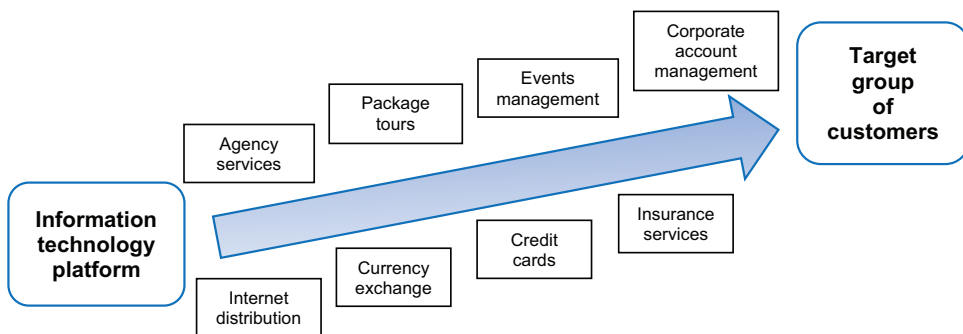 Corporate
account
management
Target
group
of
customers
Events
management
Package
tours
Agency
services
Information
technology
platform
Insurance
services
Credit
cards
Currency
exchange
Internet
distribution